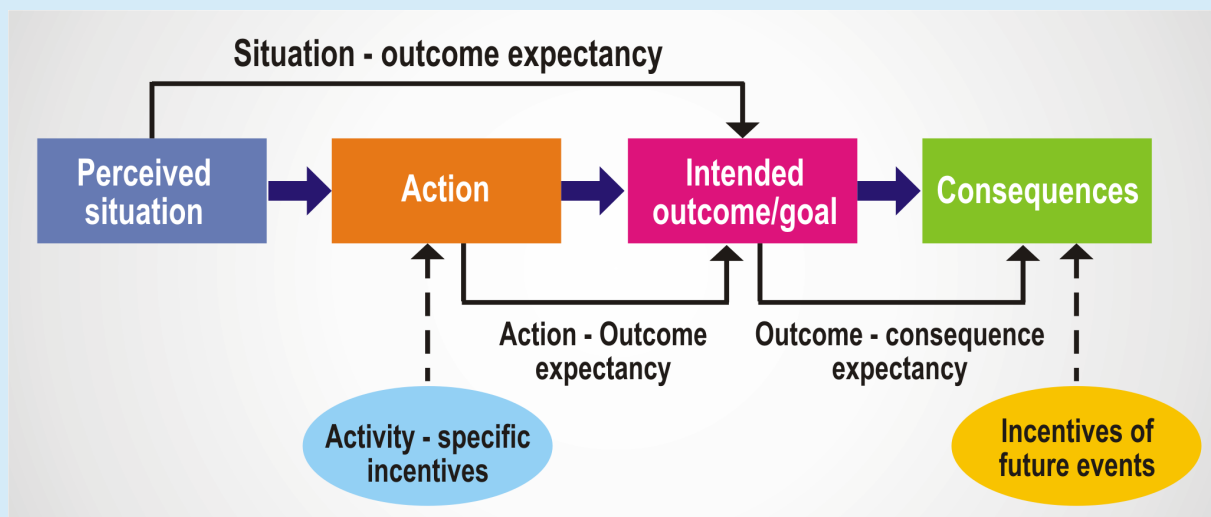 Situation - outcome expectancy
Perceived
situation
Action
Intended
outcome/goal
Consequences
Action - Outcome
expectancy
Outcome - consequence
expectancy
Activity - specific
incentives
Incentives of
future events